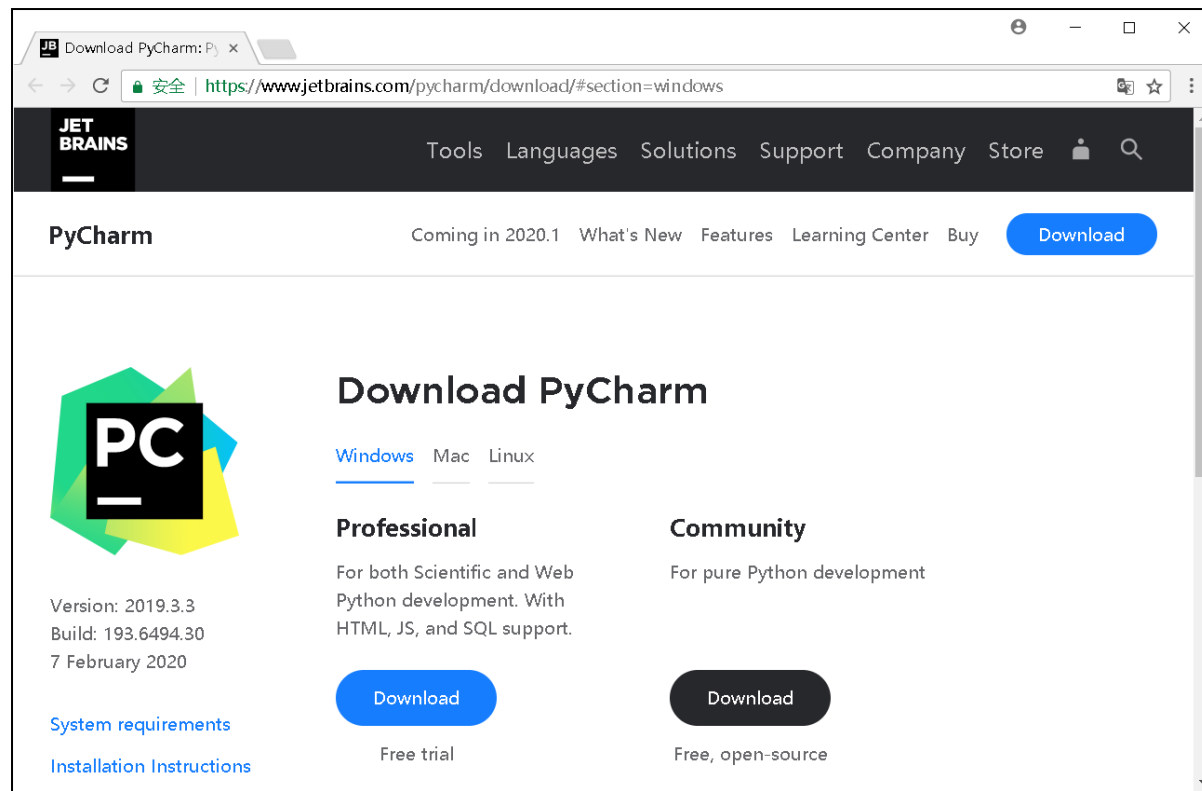 JB Download PyCharm: Py
安全 | https://www.jetbrains.com/pycharm/download/#section=windows
JET
BRAINS
Tools Languages Solutions Support Company Store
PyCharm
Coming in 2020.1 What's New Features Learning Center Buy Download
Download PyCharm
PC
Windows Mac Linux
Professional
Community
For both Scientific and Web
Python development. With
HTML, JS, and SQL support.
For pure Python development
Version: 2019.3.3
Build: 193.6494.30
7 February 2020
Download
Download
Free trial
Free, open-source
System requirements
Installation Instructions